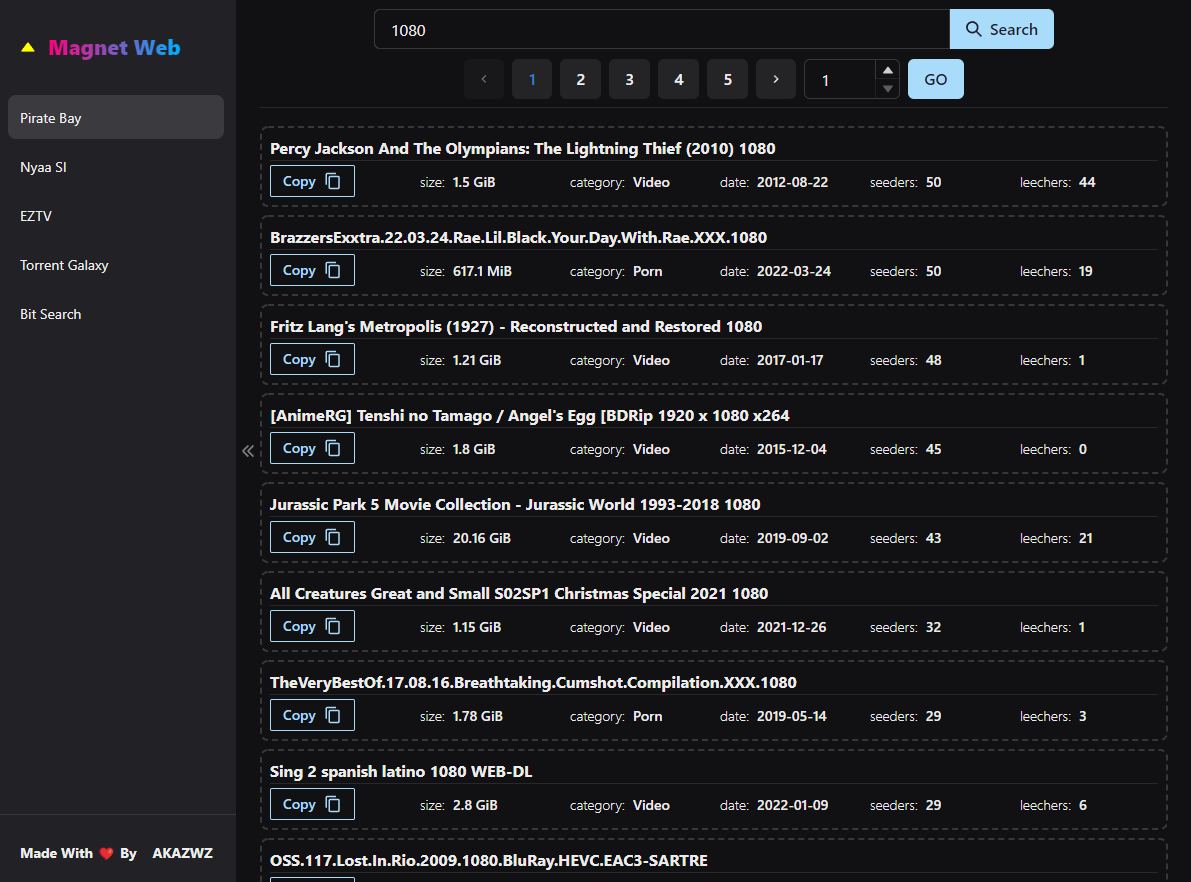 Magnet Web
Pirate Bay
Nyaa SI
EZTV
Torrent Galaxy
Bit Search
Made With ❤️ By AKAZWZ
1080 Search
1 2 3 4 5 1 GO
Percy Jackson And The Olympians: The Lightning Thief (2010) 1080
Copy size: 1.5 GiB category: Video date: 2012-08-22 seeders: 50 leechers: 44
BrazzersExxtra.22.03.24.Rae.Lil.Black.Your.Day.With.Rae.XXX.1080
Copy size: 617.1 MiB category: Porn date: 2022-03-24 seeders: 50 leechers: 19
Fritz Lang's Metropolis (1927) - Reconstructed and Restored 1080
Copy size: 1.21 GiB category: Video date: 2017-01-17 seeders: 48 leechers: 1
[AnimeRG] Tenshi no Tamago / Angel's Egg [BDRip 1920 x 1080 x264
Copy size: 1.8 GiB category: Video date: 2015-12-04 seeders: 45 leechers: 0
Jurassic Park 5 Movie Collection - Jurassic World 1993-2018 1080
Copy size: 20.16 GiB category: Video date: 2019-09-02 seeders: 43 leechers: 21
All Creatures Great and Small S02SP1 Christmas Special 2021 1080
Copy size: 1.15 GiB category: Video date: 2021-12-26 seeders: 32 leechers: 1
TheVeryBestOf.17.08.16.Breathtaking.Cumshot.Compilation.XXX.1080
Copy size: 1.78 GiB category: Porn date: 2019-05-14 seeders: 29 leechers: 3
Sing 2 spanish latino 1080 WEB-DL
Copy size: 2.8 GiB category: Video date: 2022-01-09 seeders: 29 leechers: 6
OSS.117.Lost.In.Rio.2009.1080.BluRay.HEVC.EAC3-SARTRE